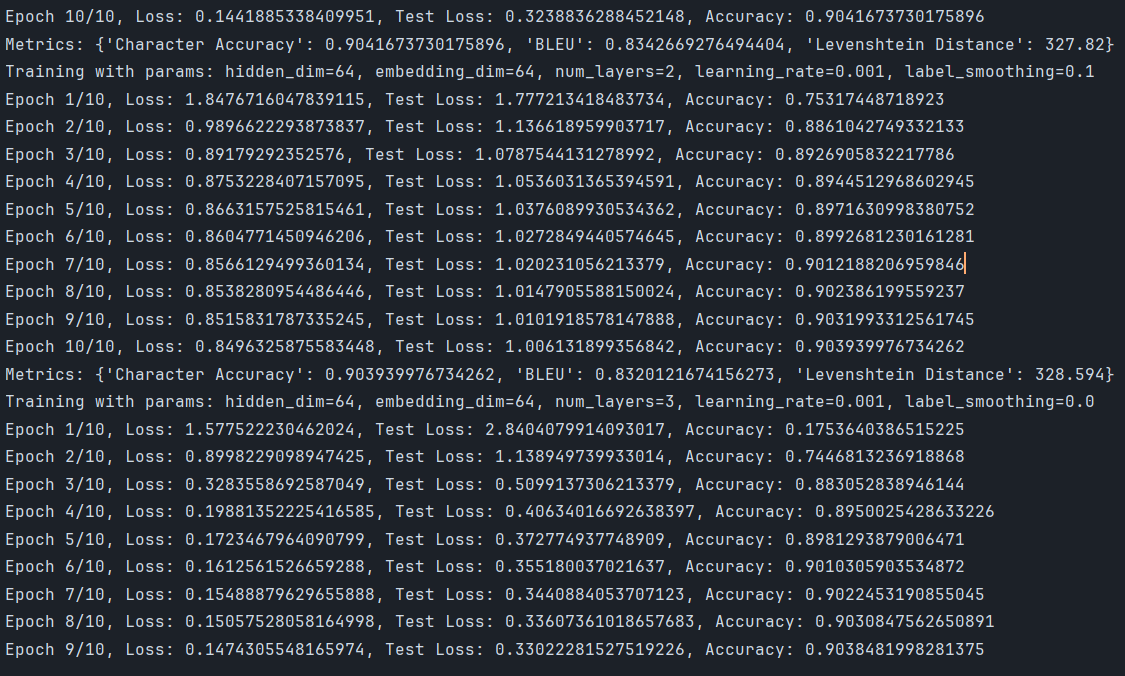 Epoch 10/10, Loss: 0.1441885338409951, Test Loss: 0.3238836288452148, Accuracy: 0.9041673730175896
Metrics: {'Character Accuracy': 0.9041673730175896, 'BLEU': 0.8342669276494404, 'Levenshtein Distance': 327.82}
Training with params: hidden_dim=64, embedding_dim=64, num_layers=2, learning_rate=0.001, label_smoothing=0.1
Epoch 1/10, Loss: 1.8476716047839115, Test Loss: 1.777213418483734, Accuracy: 0.75317448718923
Epoch 2/10, Loss: 0.9896622293873837, Test Loss: 1.136618959903717, Accuracy: 0.8861042749332133
Epoch 3/10, Loss: 0.89179292352576, Test Loss: 1.0787544131278992, Accuracy: 0.8926905832217786
Epoch 4/10, Loss: 0.8753228407157095, Test Loss: 1.0536031365394591, Accuracy: 0.8944512968602945
Epoch 5/10, Loss: 0.8663157525815461, Test Loss: 1.0376089930534362, Accuracy: 0.8971630998380752
Epoch 6/10, Loss: 0.8604771450946206, Test Loss: 1.0272849440574645, Accuracy: 0.8992681230161281
Epoch 7/10, Loss: 0.8566129499360134, Test Loss: 1.020231056213379, Accuracy: 0.9012188206959846
Epoch 8/10, Loss: 0.8538280954486446, Test Loss: 1.0147905588150024, Accuracy: 0.902386199559237
Epoch 9/10, Loss: 0.8515831787335245, Test Loss: 1.0101918578147888, Accuracy: 0.9031993312561745
Epoch 10/10, Loss: 0.8496325875583448, Test Loss: 1.006131899356842, Accuracy: 0.903939976734262
Metrics: {'Character Accuracy': 0.903939976734262, 'BLEU': 0.8320121674156273, 'Levenshtein Distance': 328.594}
Training with params: hidden_dim=64, embedding_dim=64, num_layers=3, learning_rate=0.001, label_smoothing=0.0
Epoch 1/10, Loss: 1.577522230462024, Test Loss: 2.8404079914093017, Accuracy: 0.1753640386515225
Epoch 2/10, Loss: 0.8998229098947425, Test Loss: 1.138949739933014, Accuracy: 0.7446813236918868
Epoch 3/10, Loss: 0.3283558692587049, Test Loss: 0.5099137306213379, Accuracy: 0.883052838946144
Epoch 4/10, Loss: 0.19881352225416585, Test Loss: 0.40634016692638397, Accuracy: 0.8950025428633226
Epoch 5/10, Loss: 0.1723467964090799, Test Loss: 0.372774937748909, Accuracy: 0.8981293879006471
Epoch 6/10, Loss: 0.1612561526659288, Test Loss: 0.355180037021637, Accuracy: 0.9010305903534872
Epoch 7/10, Loss: 0.15488879629655888, Test Loss: 0.3440884053707123, Accuracy: 0.9022453190855045
Epoch 8/10, Loss: 0.15057528058164998, Test Loss: 0.33607361018657683, Accuracy: 0.9030847562650891
Epoch 9/10, Loss: 0.1474305548165974, Test Loss: 0.33022281527519226, Accuracy: 0.9038481998281375